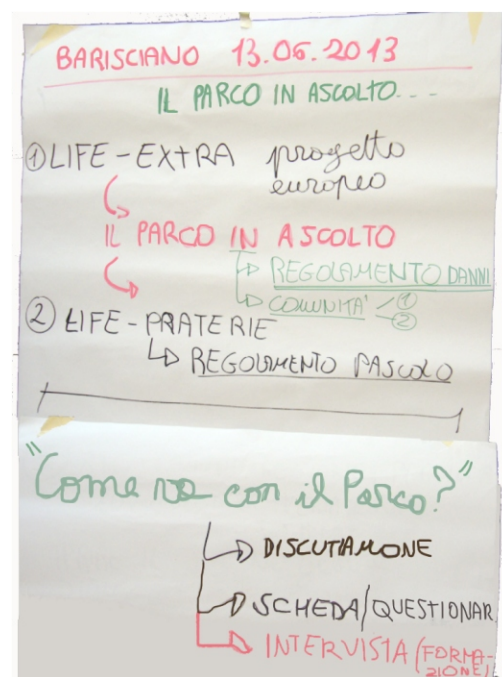 BARISCIANO 13.06.2013
IL PARCO IN ASCOLTO...
① LIFE-EXTRA progetto
europeo
IL PARCO IN ASCOLTO
REGOLAMENTO DANNI
COMUNITA' ①
②
② LIFE-PRATERIE
REGOLAMENTO PASCOLO
"Come va con il Parco?"
DISCUTIAMONE
SCHEDA/QUESTIONAR
INTERVISTA (FORMA-
ZIONE)